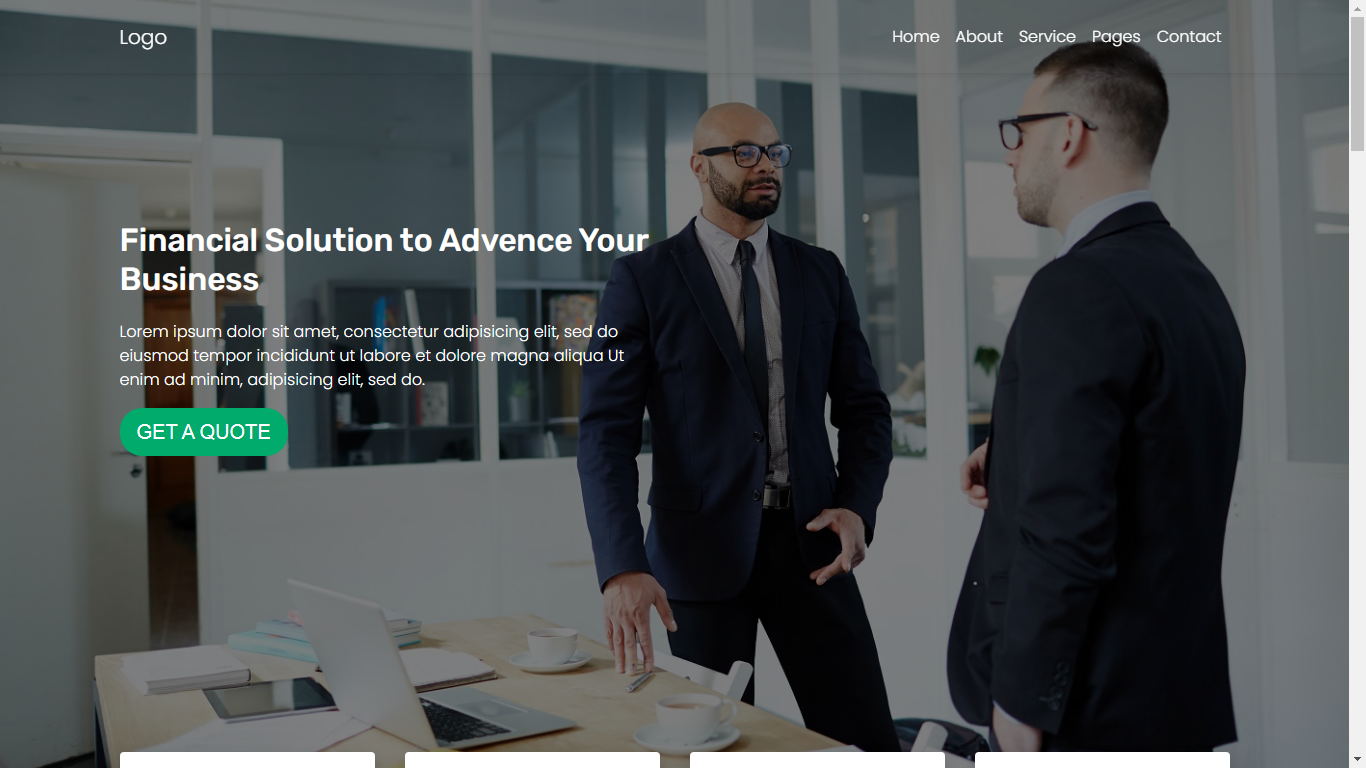 Logo
Home About Service Pages Contact
Financial Solution to Advence Your
Business
Lorem ipsum dolor sit amet, consectetur adipisicing elit, sed do
eiusmod tempor incididunt ut labore et dolore magna aliqua Ut
enim ad minim, adipisicing elit, sed do.
GET A QUOTE